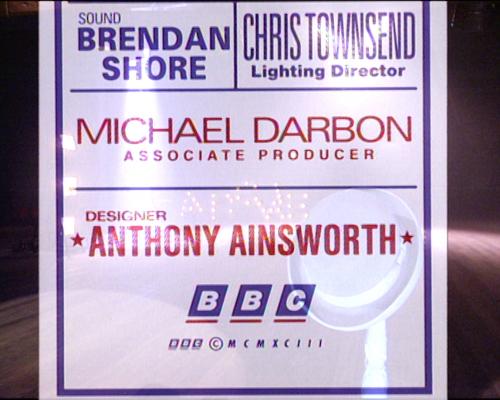 SOUND
BRENDAN
SHORE
CHRIS TOWNSEND
Lighting Director
MICHAEL DARBON
ASSOCIATE PRODUCER
DESIGNER
★ANTHONY AINSWORTH★
BBC
BBC ©MCMXCIII